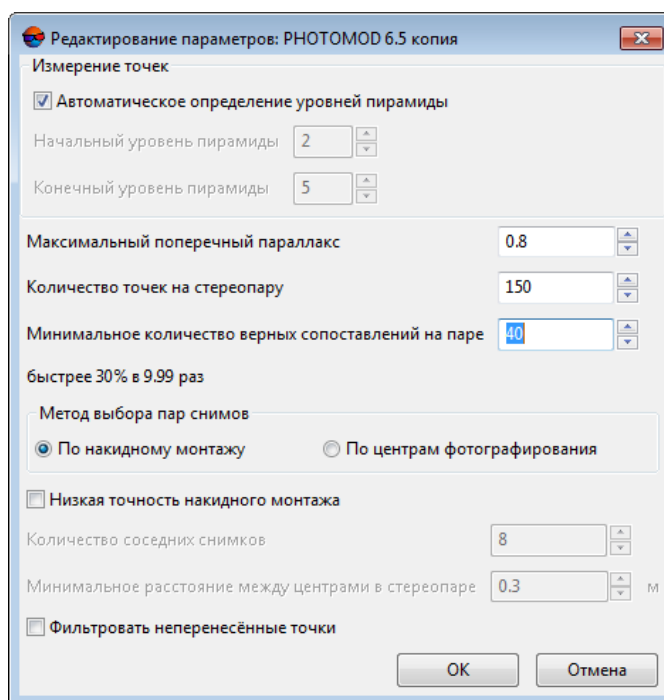 Редактирование параметров: PHOTOMOD 6.5 копия
Измерение точек
Автоматическое определение уровней пирамиды
Начальный уровень пирамиды 2
Конечный уровень пирамиды 5
Максимальный поперечный параллакс 0.8
Количество точек на стереопару 150
Минимальное количество верных сопоставлений на паре 40
быстрее 30% в 9.99 раз
Метод выбора пар снимов
По накидному монтажу По центрам фотографирования
Низкая точность накидного монтажа
Количество соседних снимков 8
Минимальное расстояние между центрами в стереопаре 0.3 м
Фильтровать неперенесённые точки
ОК Отмена